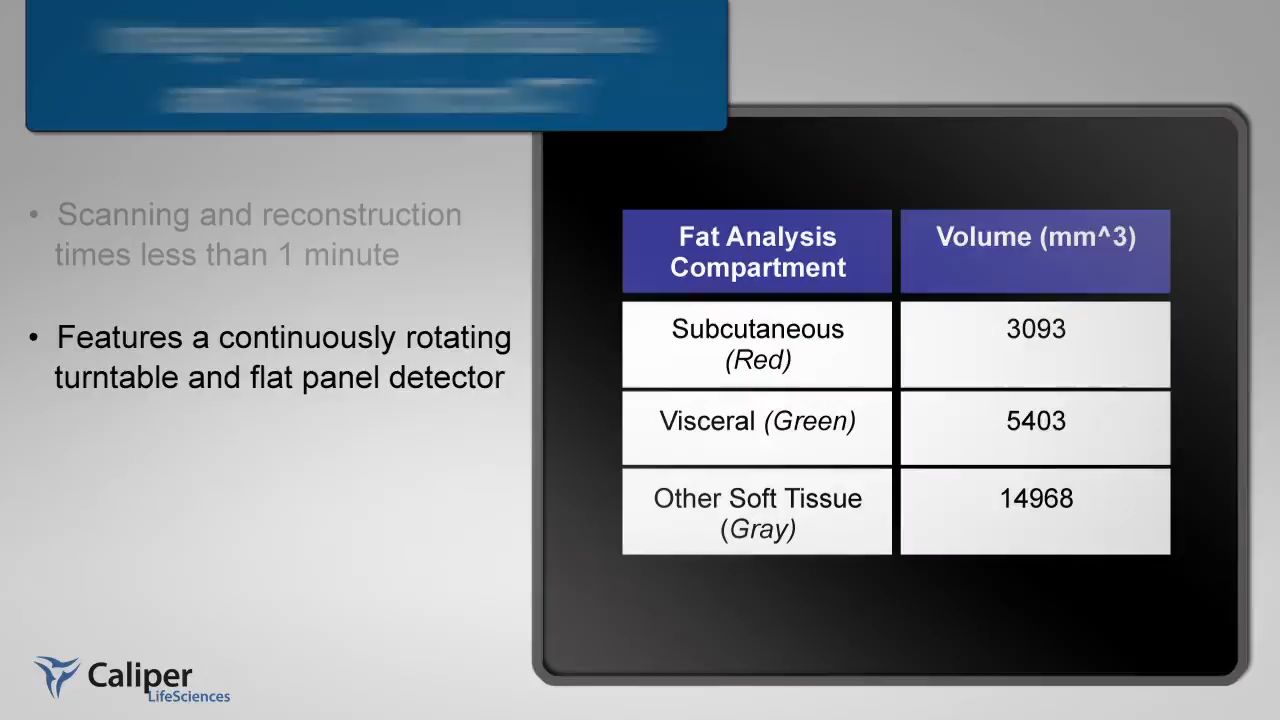 • Scanning and reconstruction
times less than 1 minute
• Features a continuously rotating
turntable and flat panel detector
Fat Analysis
Compartment
Volume (mm^3)
Subcutaneous
(Red)
3093
Visceral (Green)
5403
Other Soft Tissue
(Gray)
14968
Caliper
LifeSciences